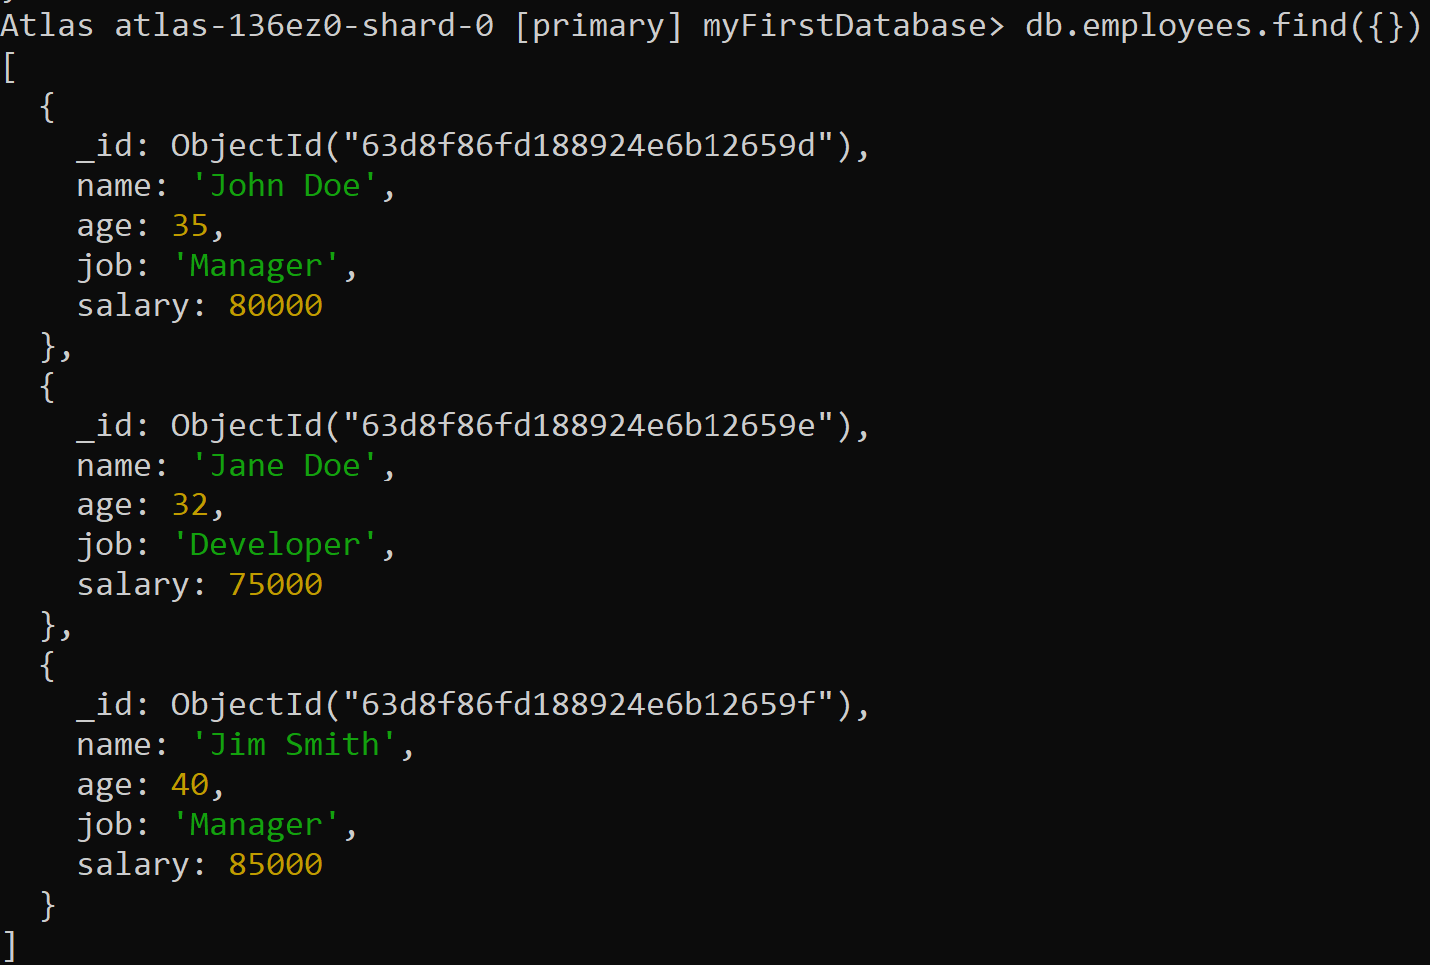 Atlas atlas-136ez0-shard-0 [primary] myFirstDatabase> db.employees.find({})
[
  {
    _id: ObjectId("63d8f86fd188924e6b12659d"),
    name: 'John Doe',
    age: 35,
    job: 'Manager',
    salary: 80000
  },
  {
    _id: ObjectId("63d8f86fd188924e6b12659e"),
    name: 'Jane Doe',
    age: 32,
    job: 'Developer',
    salary: 75000
  },
  {
    _id: ObjectId("63d8f86fd188924e6b12659f"),
    name: 'Jim Smith',
    age: 40,
    job: 'Manager',
    salary: 85000
  }
]